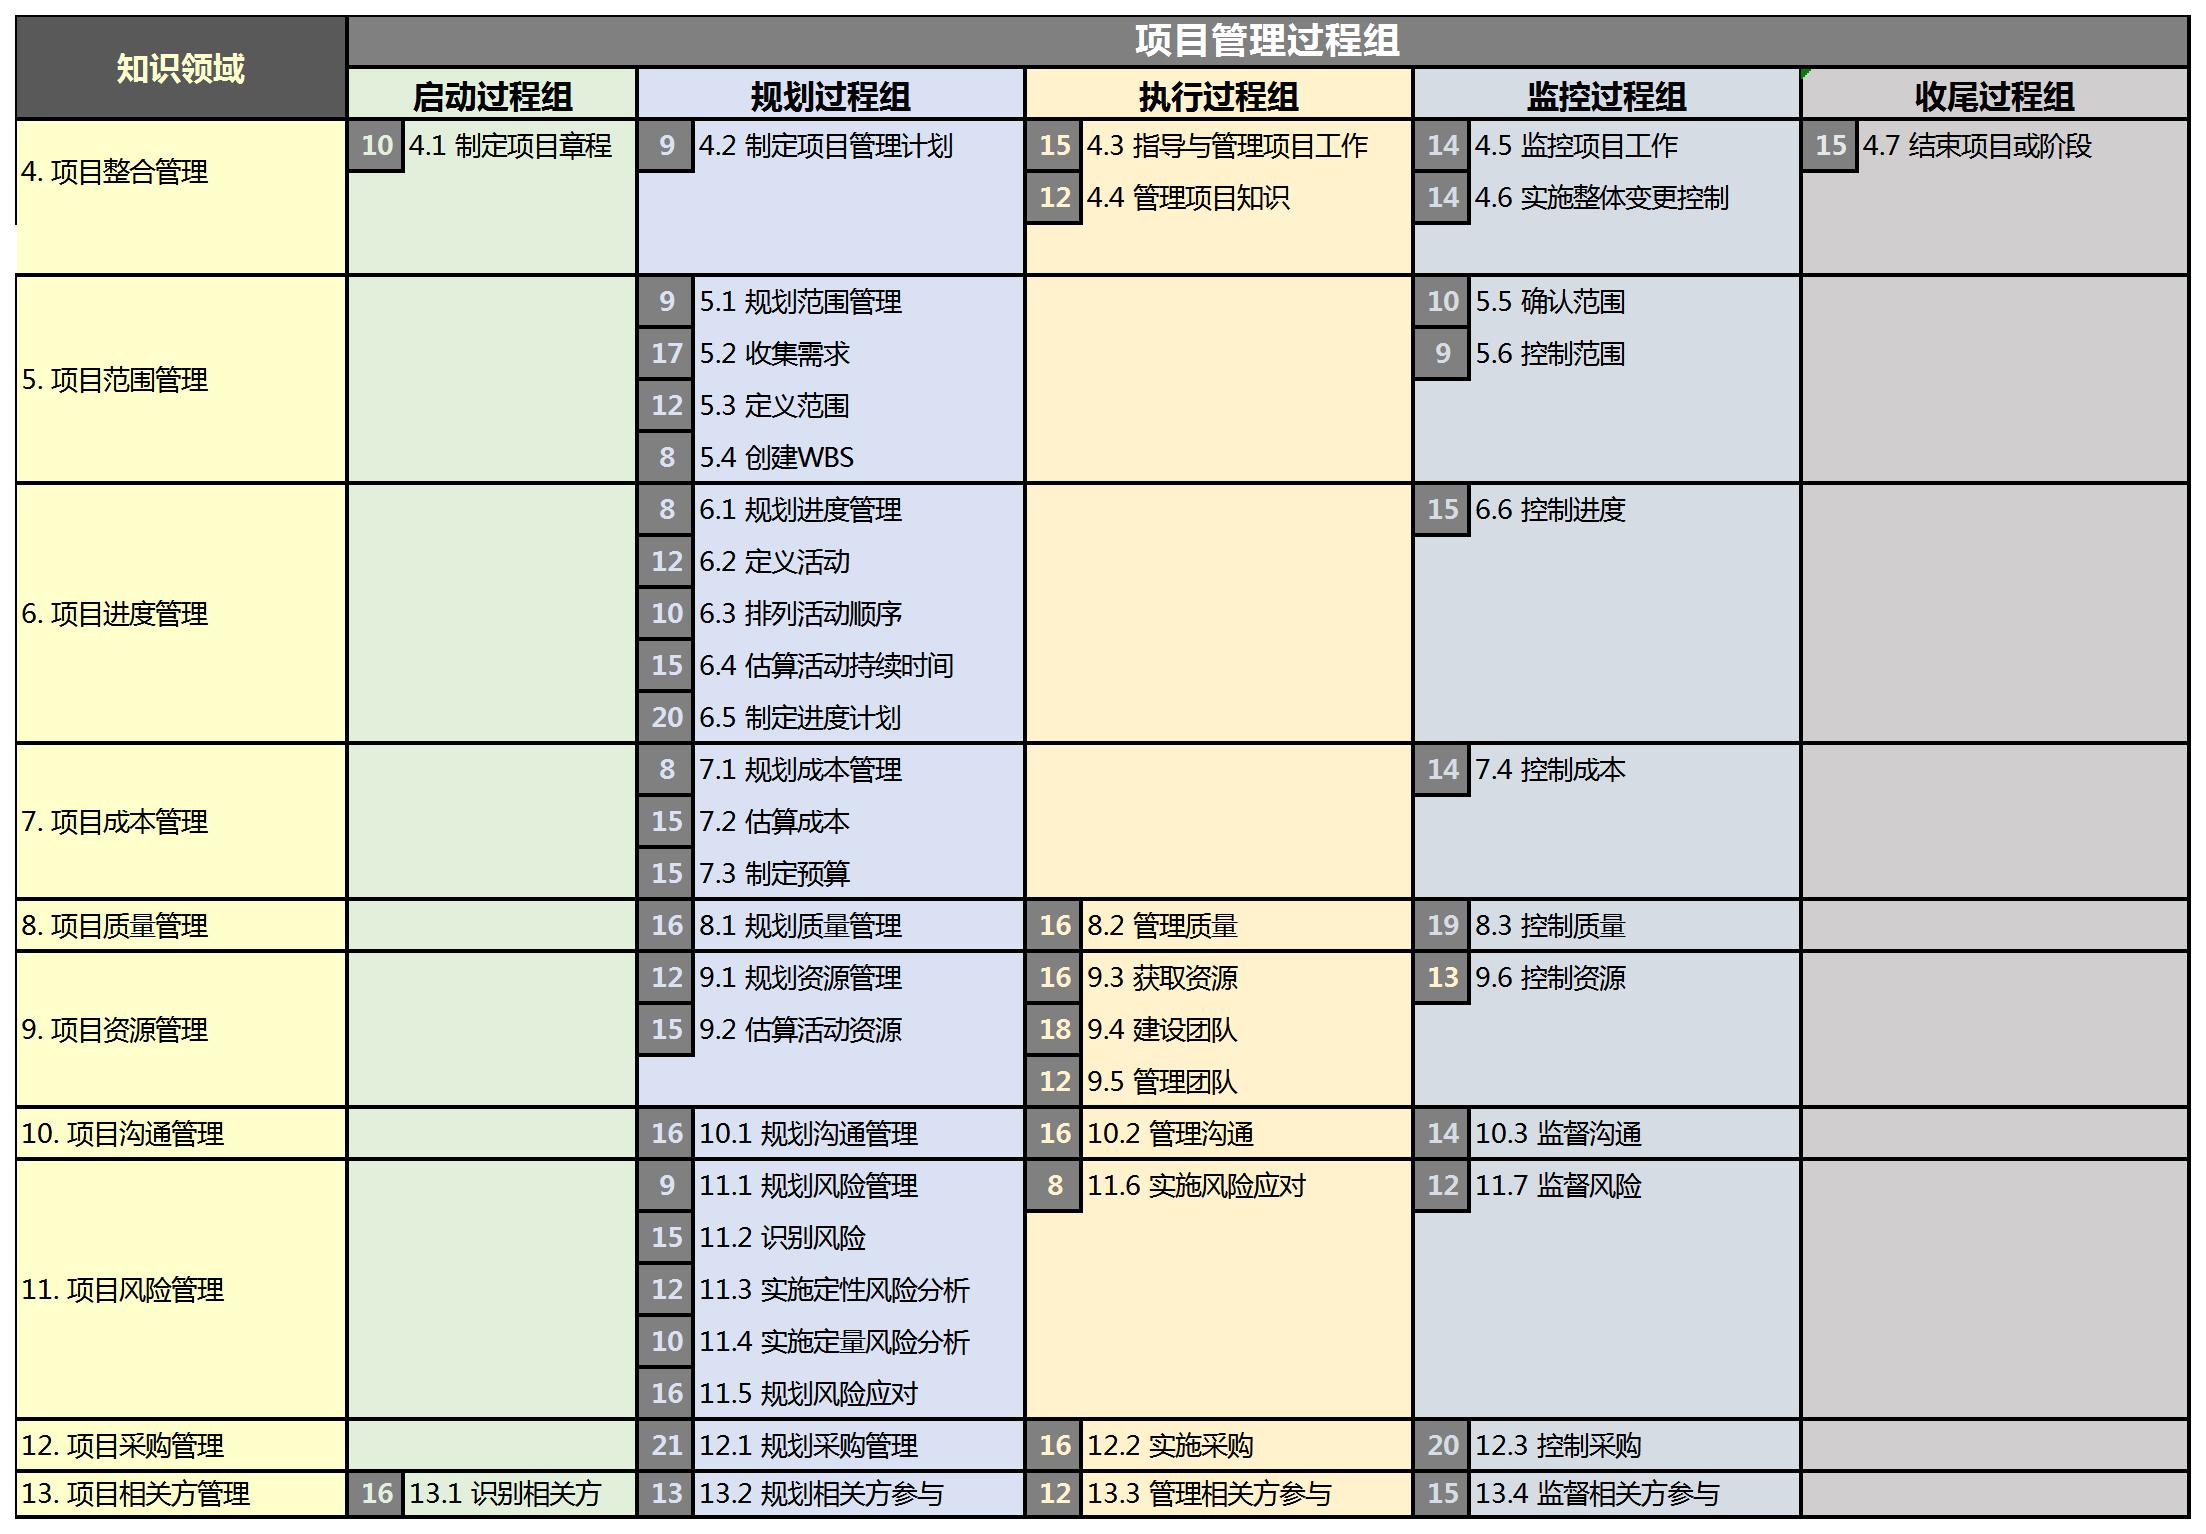 知识领域
项目管理过程组
启动过程组 规划过程组 执行过程组 监控过程组 收尾过程组
4. 项目整合管理
10 4.1 制定项目章程 9 4.2 制定项目管理计划 15 4.3 指导与管理项目工作 14 4.5 监控项目工作 15 4.7 结束项目或阶段
12 4.4 管理项目知识 14 4.6 实施整体变更控制
5. 项目范围管理
9 5.1 规划范围管理 10 5.5 确认范围
17 5.2 收集需求 9 5.6 控制范围
12 5.3 定义范围
8 5.4 创建WBS
6. 项目进度管理
8 6.1 规划进度管理 15 6.6 控制进度
12 6.2 定义活动
10 6.3 排列活动顺序
15 6.4 估算活动持续时间
20 6.5 制定进度计划
7. 项目成本管理
8 7.1 规划成本管理 14 7.4 控制成本
15 7.2 估算成本
15 7.3 制定预算
8. 项目质量管理 16 8.1 规划质量管理 16 8.2 管理质量 19 8.3 控制质量
9. 项目资源管理
12 9.1 规划资源管理 16 9.3 获取资源 13 9.6 控制资源
15 9.2 估算活动资源 18 9.4 建设团队
12 9.5 管理团队
10. 项目沟通管理 16 10.1 规划沟通管理 16 10.2 管理沟通 14 10.3 监督沟通
11. 项目风险管理
9 11.1 规划风险管理 8 11.6 实施风险应对 12 11.7 监督风险
15 11.2 识别风险
12 11.3 实施定性风险分析
10 11.4 实施定量风险分析
16 11.5 规划风险应对
12. 项目采购管理 21 12.1 规划采购管理 16 12.2 实施采购 20 12.3 控制采购
13. 项目相关方管理 16 13.1 识别相关方 13 13.2 规划相关方参与 12 13.3 管理相关方参与 15 13.4 监督相关方参与